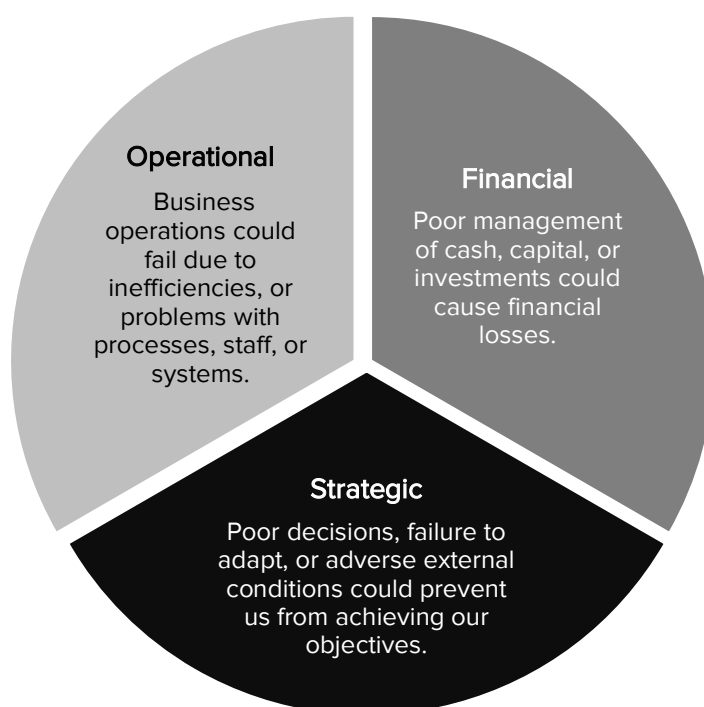 Operational
Business
operations could
fail due to
inefficiencies, or
problems with
processes, staff, or
systems.
Financial
Poor management
of cash, capital, or
investments could
cause financial
losses.
Strategic
Poor decisions, failure to
adapt, or adverse external
conditions could prevent
us from achieving our
objectives.